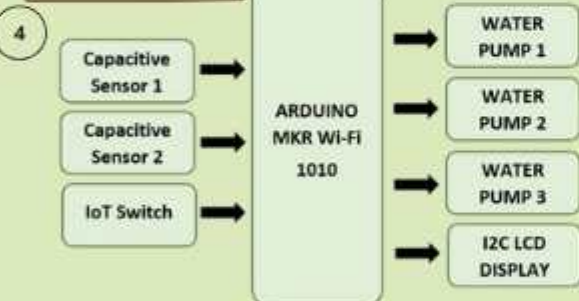 4
Capacitive
Sensor 1
Capacitive
Sensor 2
IoT Switch
ARDUINO
MKR Wi-Fi
1010
WATER
PUMP 1
WATER
PUMP 2
WATER
PUMP 3
I2C LCD
DISPLAY